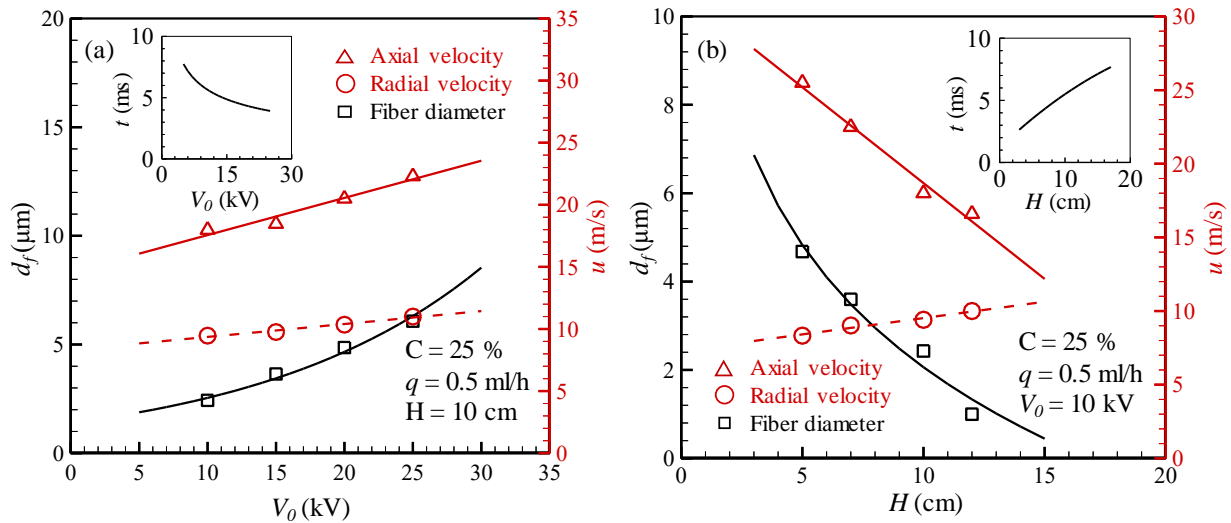 (a)
20
15
10
5
0
d_f (μm)
0 5 10 15 20 25 30 35
V_0 (kV)
35
30
25
20
15
10
5
0
u (m/s)
10
5
0
t (ms)
0 15 30
V_0 (kV)
Axial velocity
Radial velocity
Fiber diameter
C = 25 %
q = 0.5 ml/h
H = 10 cm
(b)
10
8
6
4
2
0
d_f (μm)
0 5 10 15 20
H (cm)
30
25
20
15
10
5
0
u (m/s)
10
5
0
t (ms)
0 10 20
H (cm)
Axial velocity
Radial velocity
Fiber diameter
C = 25 %
q = 0.5 ml/h
V_0 = 10 kV